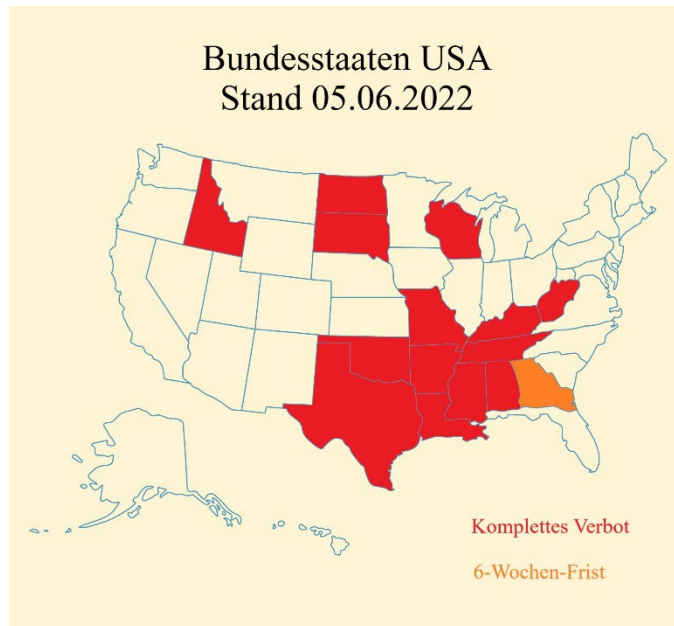 Bundesstaaten USA
Stand 05.06.2022
Komplettes Verbot
6-Wochen-Frist